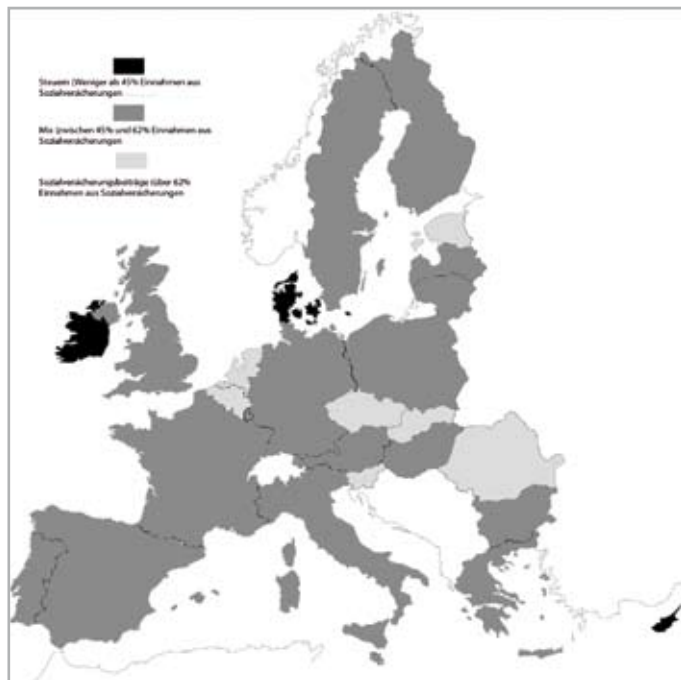 Steuern (Weniger als 45% Einnahmen aus
Sozialversicherungen
Mix (zwischen 45% und 62% Einnahmen aus
Sozialversicherungen
Sozialversicherungsbeiträge (über 62%
Einnahmen aus Sozialversicherungen